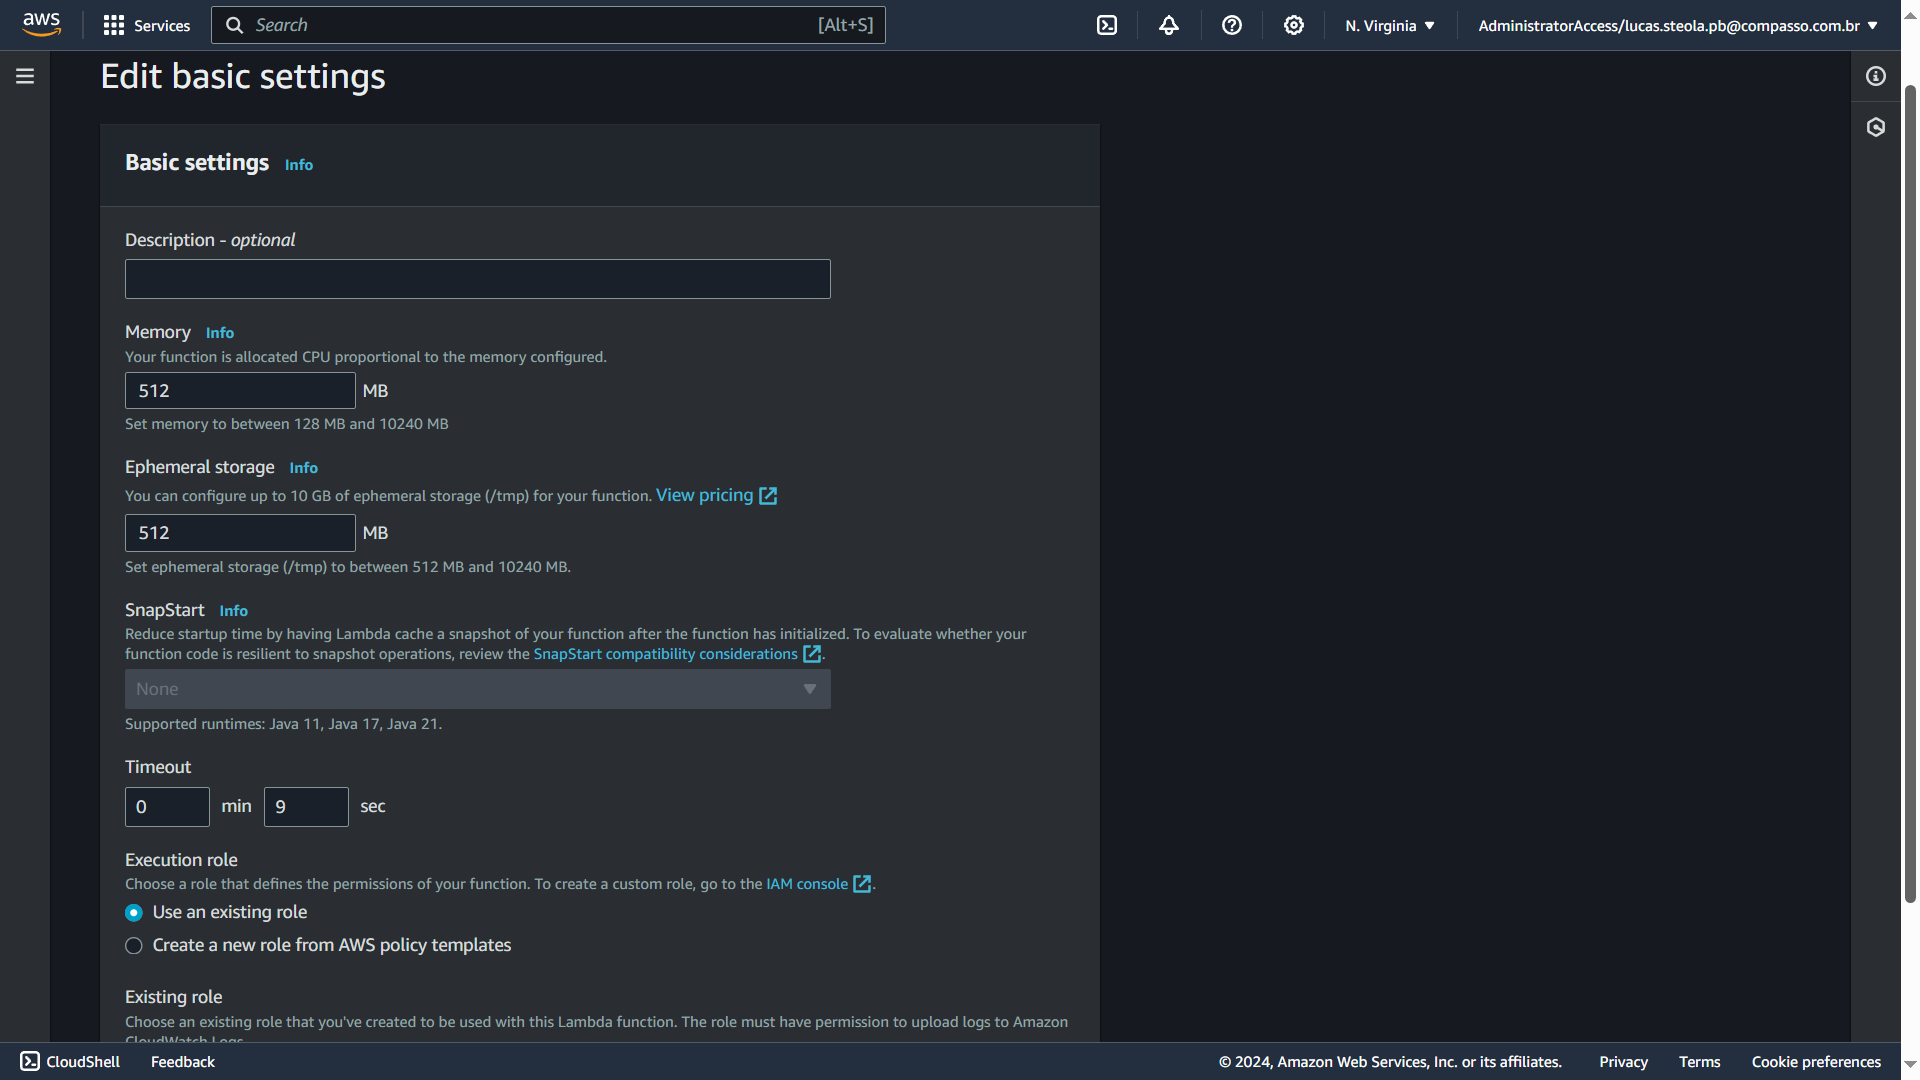 aws
Services
Search
[Alt+S]
N. Virginia
AdministratorAccess/lucas.steola.pb@compasso.com.br
Edit basic settings
Basic settings Info
Description - optional
Memory Info
Your function is allocated CPU proportional to the memory configured.
512 MB
Set memory to between 128 MB and 10240 MB
Ephemeral storage Info
You can configure up to 10 GB of ephemeral storage (/tmp) for your function. View pricing
512 MB
Set ephemeral storage (/tmp) to between 512 MB and 10240 MB.
SnapStart Info
Reduce startup time by having Lambda cache a snapshot of your function after the function has initialized. To evaluate whether your
function code is resilient to snapshot operations, review the SnapStart compatibility considerations.
None
Supported runtimes: Java 11, Java 17, Java 21.
Timeout
0 min 9 sec
Execution role
Choose a role that defines the permissions of your function. To create a custom role, go to the IAM console.
Use an existing role
Create a new role from AWS policy templates
Existing role
Choose an existing role that you've created to be used with this Lambda function. The role must have permission to upload logs to Amazon
CloudWatch Logs
CloudShell
Feedback
© 2024, Amazon Web Services, Inc. or its affiliates.
Privacy
Terms
Cookie preferences